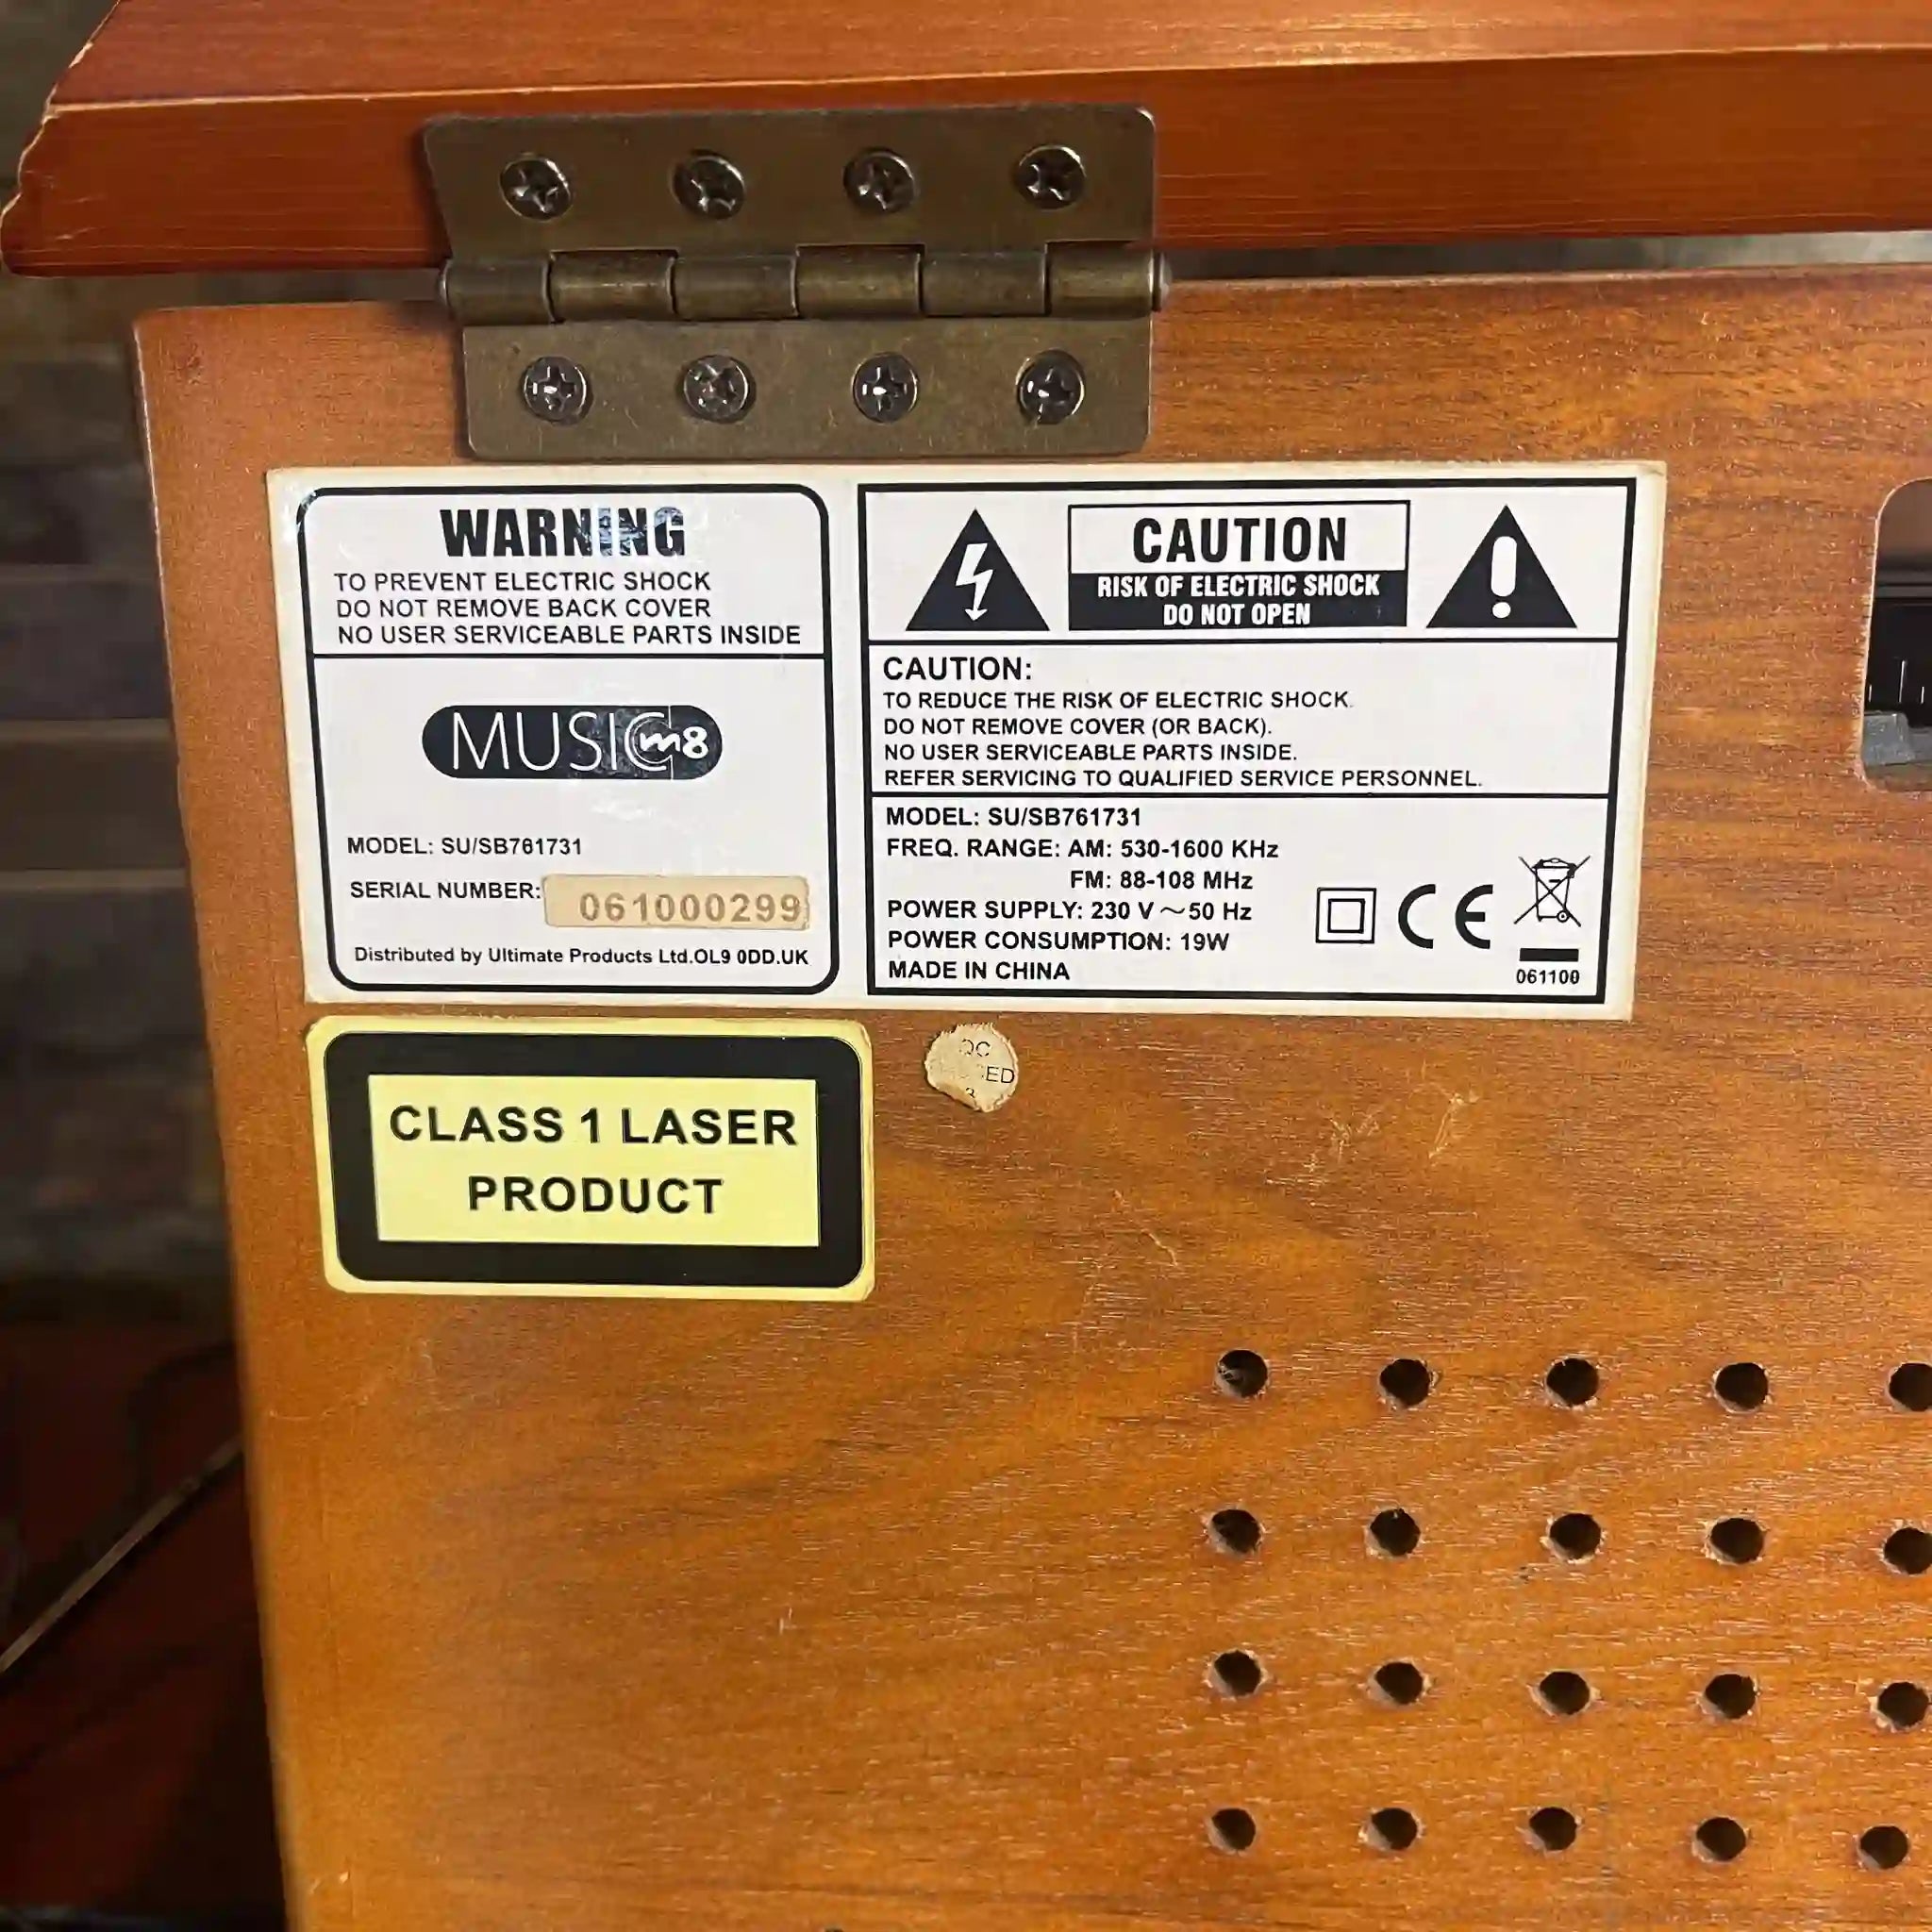 WARNING
TO PREVENT ELECTRIC SHOCK
DO NOT REMOVE BACK COVER
NO USER SERVICEABLE PARTS INSIDE
MUSIC m8
MODEL: SU/SB761731
SERIAL NUMBER: 061000299
Distributed by Ultimate Products Ltd.OL9 0DD.UK
CAUTION
RISK OF ELECTRIC SHOCK
DO NOT OPEN
CAUTION:
TO REDUCE THE RISK OF ELECTRIC SHOCK.
DO NOT REMOVE COVER (OR BACK).
NO USER SERVICEABLE PARTS INSIDE.
REFER SERVICING TO QUALIFIED SERVICE PERSONNEL.
MODEL: SU/SB761731
FREQ. RANGE: AM: 530-1600 KHz
FM: 88-108 MHz
POWER SUPPLY: 230 V ~ 50 Hz
POWER CONSUMPTION: 19W
MADE IN CHINA
CE
061100
CLASS 1 LASER
PRODUCT
QC